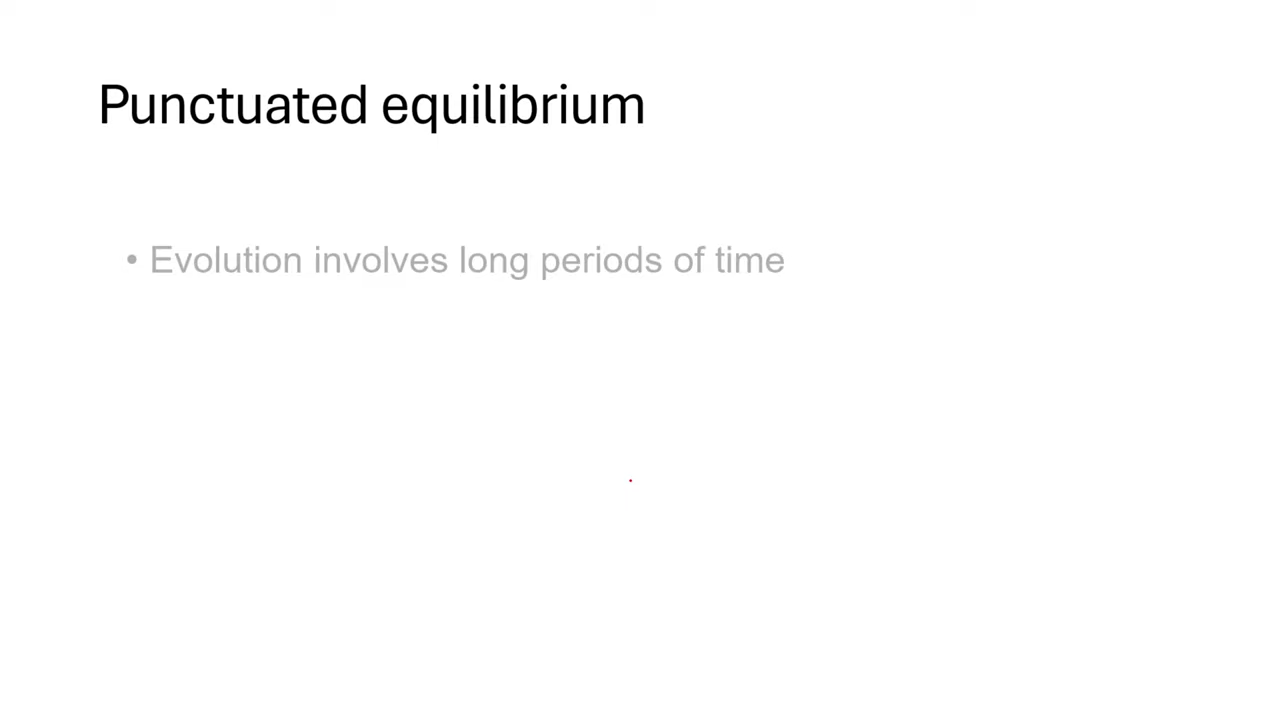 Punctuated equilibrium
• Evolution involves long periods of time